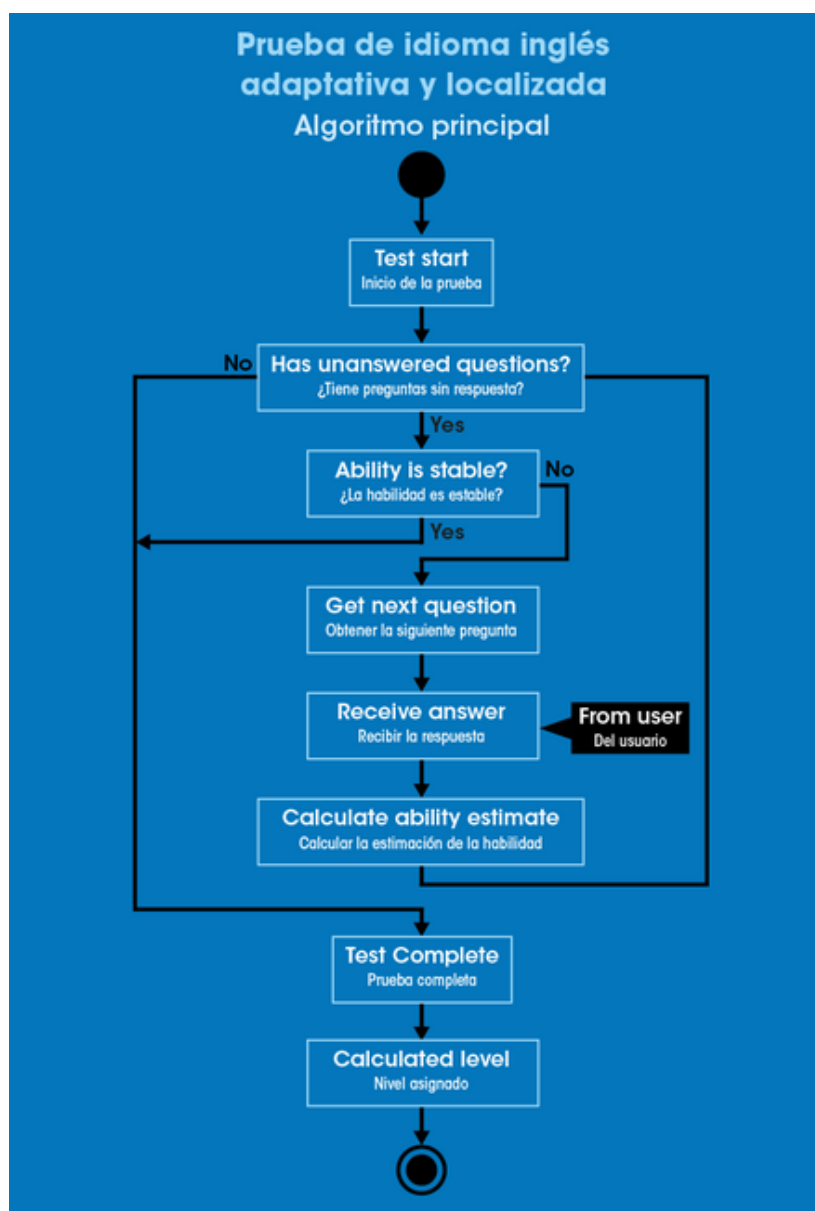 Prueba de idioma inglés
adaptativa y localizada
Algoritmo principal
Test start
Inicio de la prueba
No
Has unanswered questions?
¿Tiene preguntas sin respuesta?
Yes
Ability is stable?
¿La habilidad es estable?
No
Yes
Get next question
Obtener la siguiente pregunta
Receive answer
Recibir la respuesta
From user
Del usuario
Calculate ability estimate
Calcular la estimación de la habilidad
Test Complete
Prueba completa
Calculated level
Nivel asignado